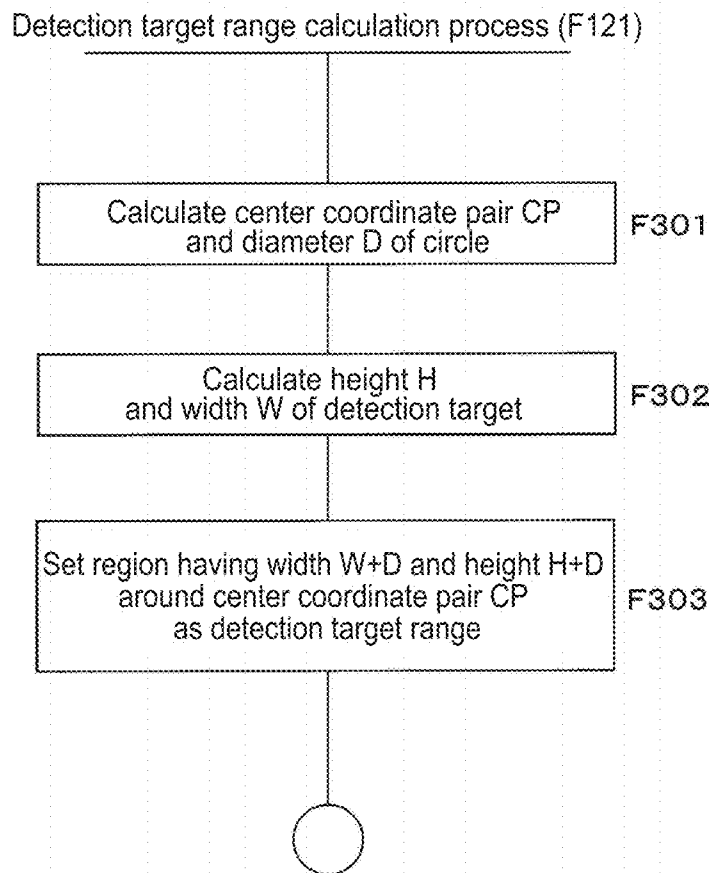 Detection target range calculation process (F121)
Calculate center coordinate pair CP
and diameter D of circle
F301
Calculate height H
and width W of detection target
F302
Set region having width W+D and height H+D
around center coordinate pair CP
as detection target range
F303